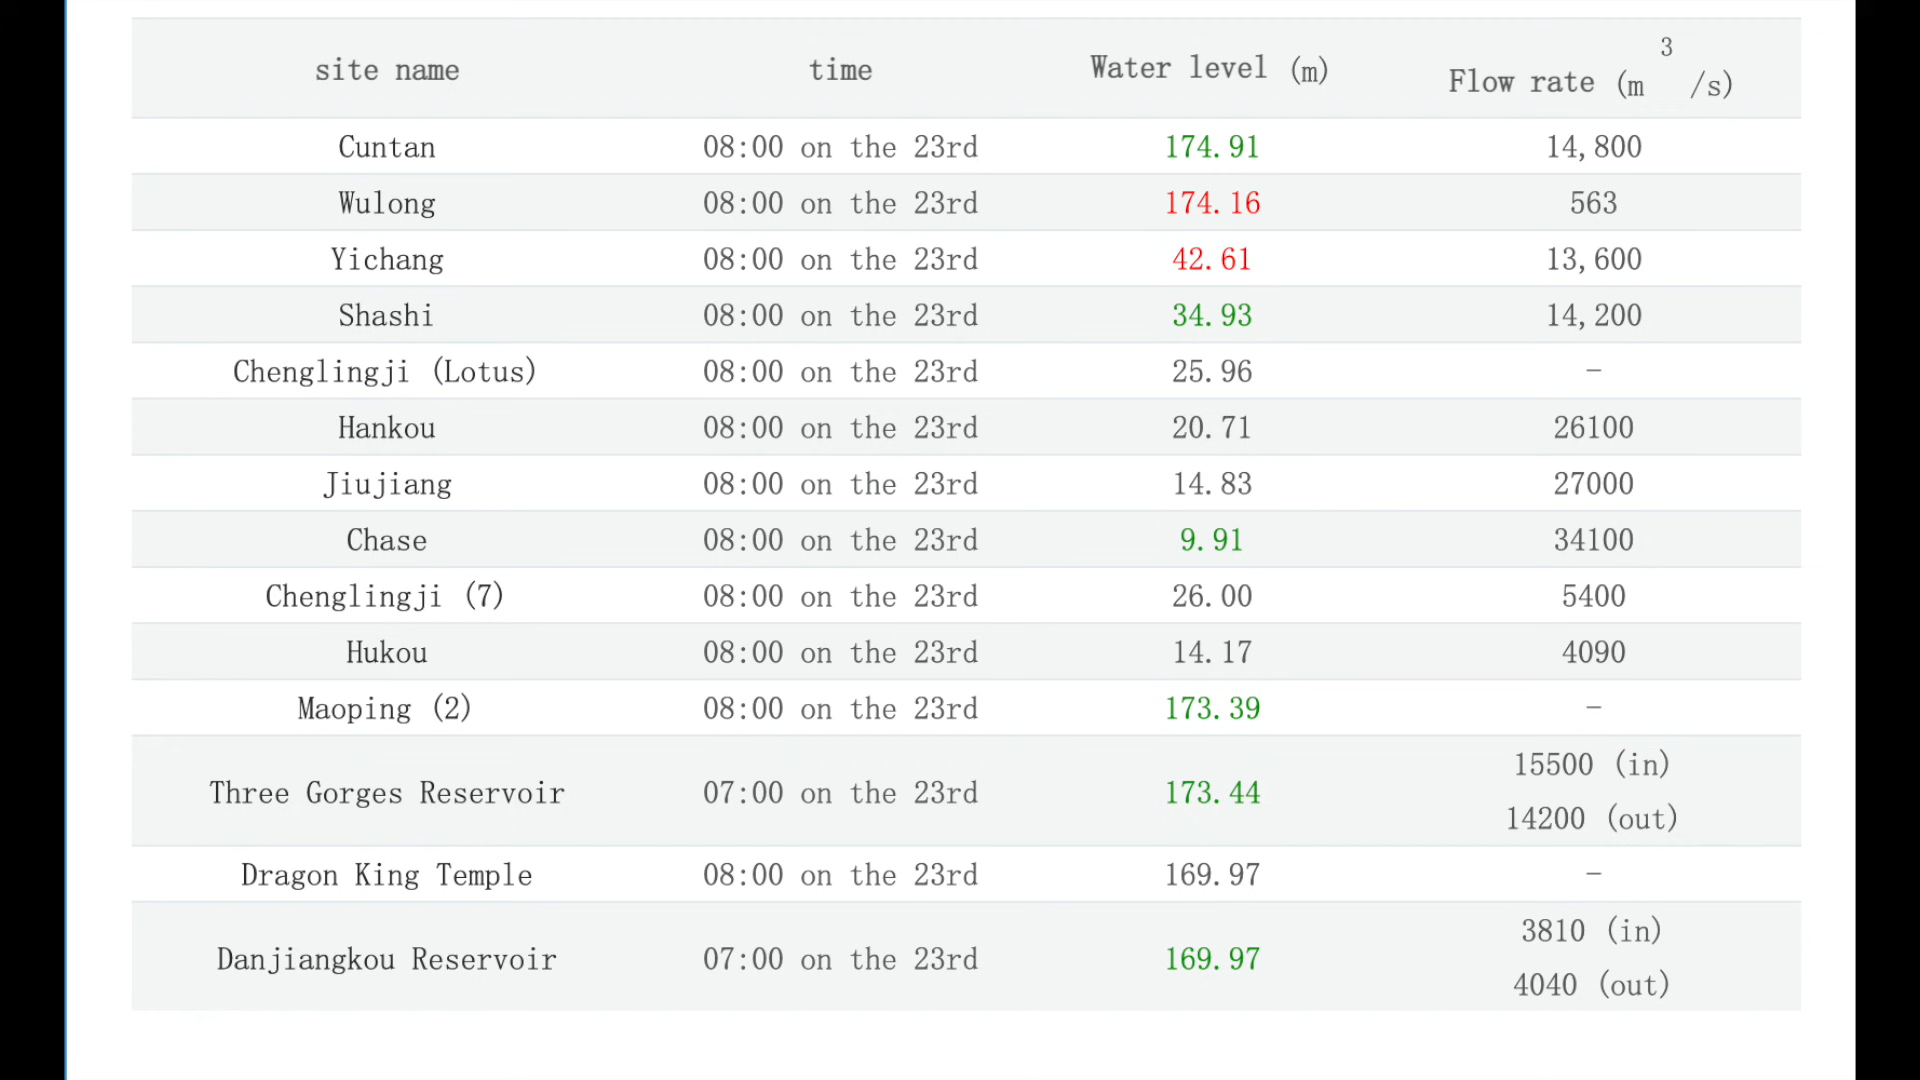 site name time Water level (m) Flow rate (m³/s)
Cuntan 08:00 on the 23rd 174.91 14,800
Wulong 08:00 on the 23rd 174.16 563
Yichang 08:00 on the 23rd 42.61 13,600
Shashi 08:00 on the 23rd 34.93 14,200
Chenglingji (Lotus) 08:00 on the 23rd 25.96 –
Hankou 08:00 on the 23rd 20.71 26100
Jiujiang 08:00 on the 23rd 14.83 27000
Chase 08:00 on the 23rd 9.91 34100
Chenglingji (7) 08:00 on the 23rd 26.00 5400
Hukou 08:00 on the 23rd 14.17 4090
Maoping (2) 08:00 on the 23rd 173.39 –
Three Gorges Reservoir 07:00 on the 23rd 173.44 15500 (in)
14200 (out)
Dragon King Temple 08:00 on the 23rd 169.97 –
Danjiangkou Reservoir 07:00 on the 23rd 169.97 3810 (in)
4040 (out)